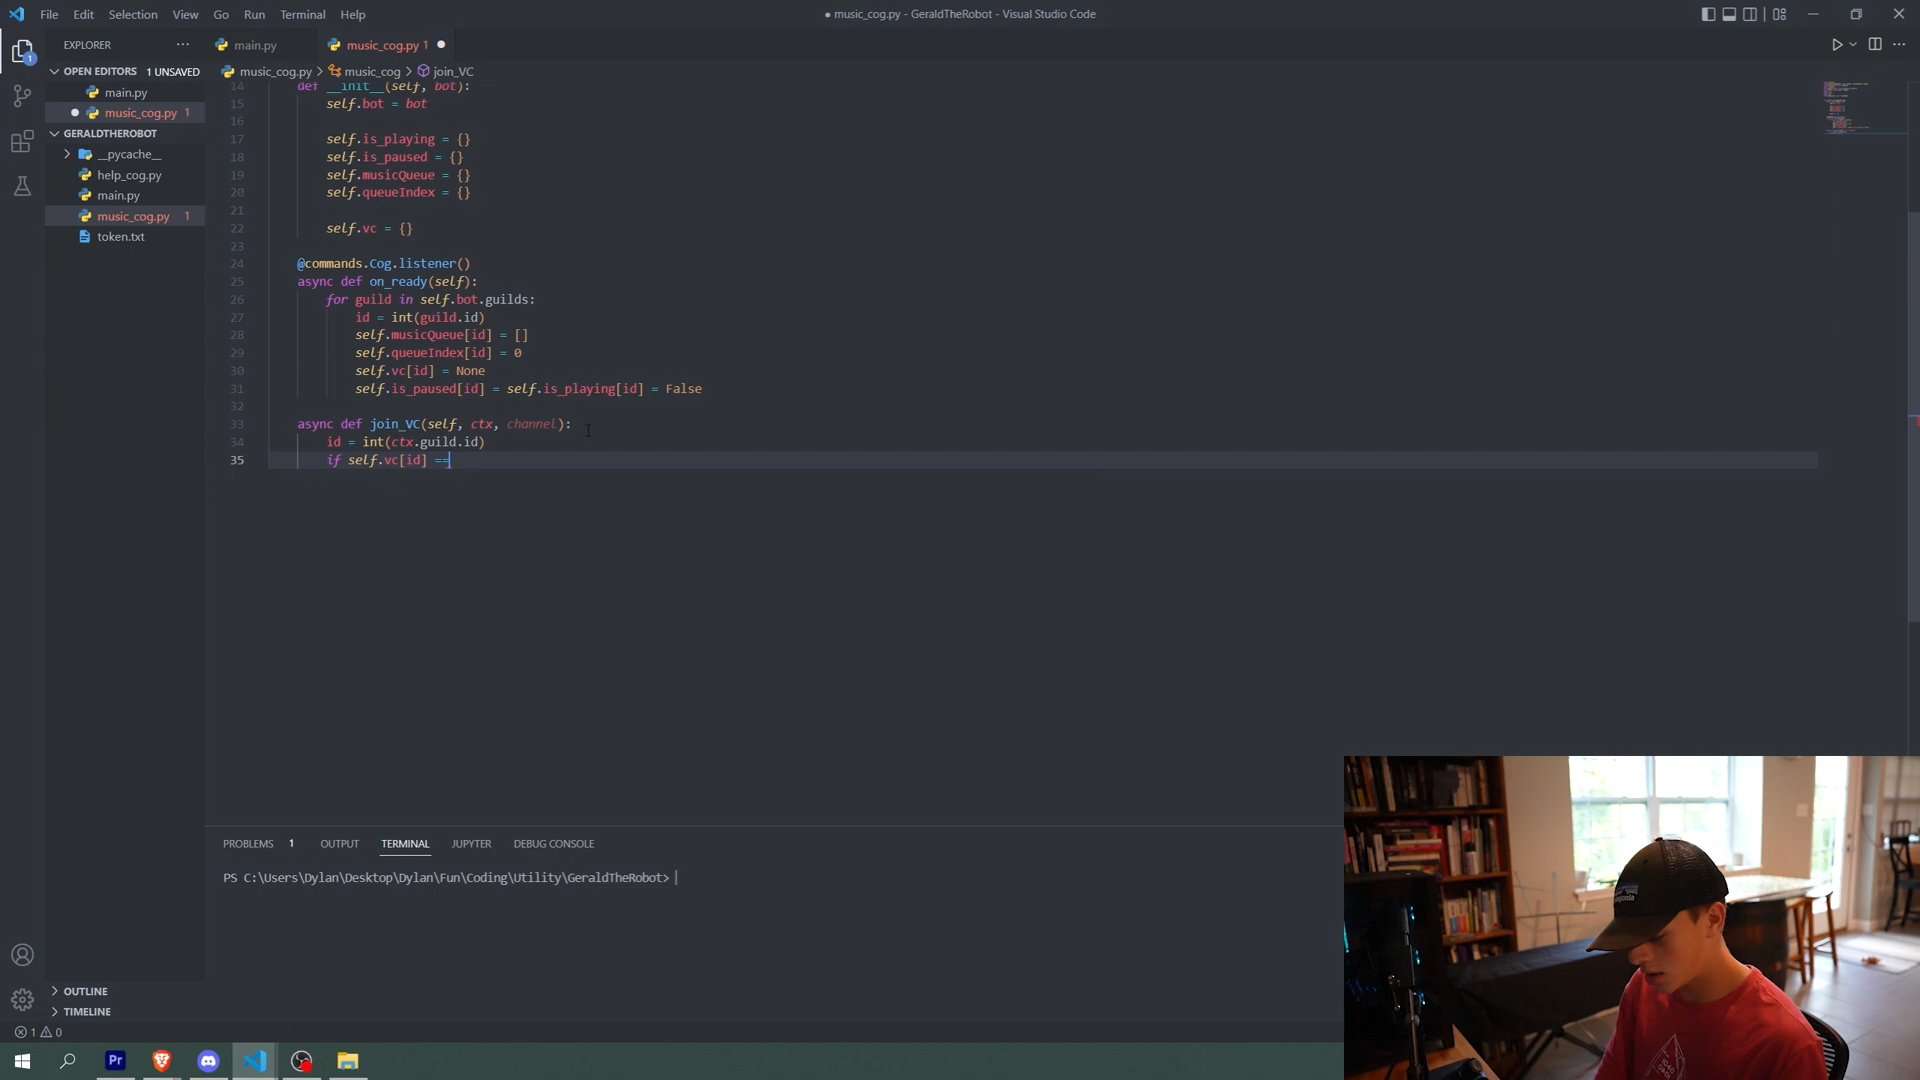 File Edit Selection View Go Run Terminal Help
● music_cog.py - GeraldTheRobot - Visual Studio Code
EXPLORER
main.py
music_cog.py 1
OPEN EDITORS 1 UNSAVED
main.py
music_cog.py 1
GERALDTHEROBOT
__pycache__
help_cog.py
main.py
music_cog.py 1
token.txt
OUTLINE
TIMELINE
music_cog.py > music_cog > join_VC
14 def __init__(self, bot):
15 self.bot = bot
16
17 self.is_playing = {}
18 self.is_paused = {}
19 self.musicQueue = {}
20 self.queueIndex = {}
21
22 self.vc = {}
23
24 @commands.Cog.listener()
25 async def on_ready(self):
26 for guild in self.bot.guilds:
27 id = int(guild.id)
28 self.musicQueue[id] = []
29 self.queueIndex[id] = 0
30 self.vc[id] = None
31 self.is_paused[id] = self.is_playing[id] = False
32
33 async def join_VC(self, ctx, channel):
34 id = int(ctx.guild.id)
35 if self.vc[id] ==
PROBLEMS 1 OUTPUT TERMINAL JUPYTER DEBUG CONSOLE
PS C:\Users\Dylan\Desktop\Dylan\Fun\Coding\Utility\GeraldTheRobot>
1 0
Pr